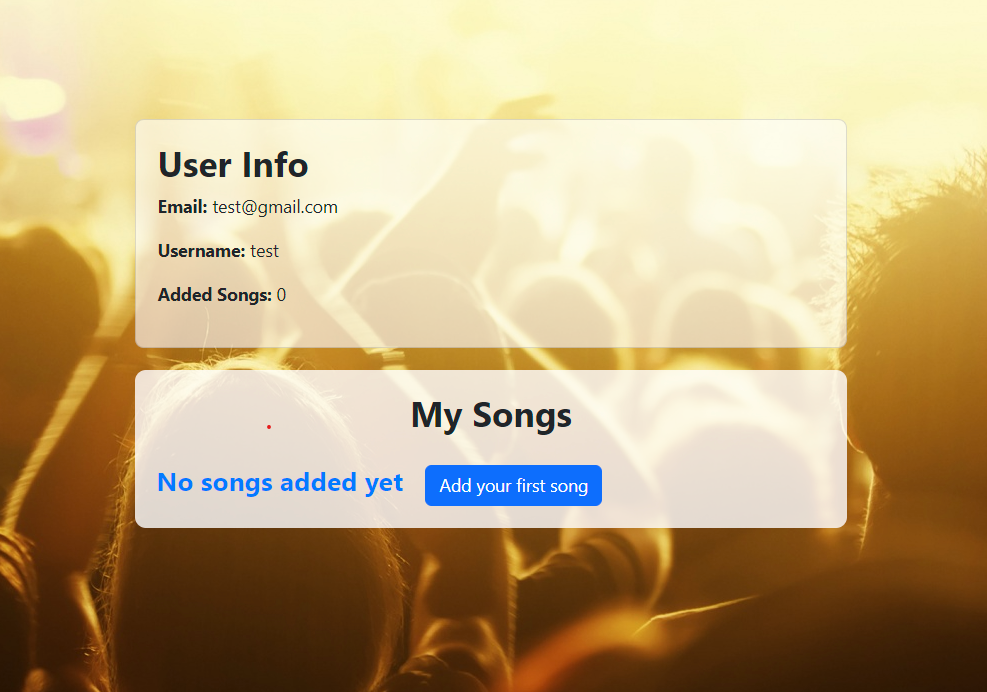 User Info
Email: test@gmail.com
Username: test
Added Songs: 0
My Songs
No songs added yet
Add your first song